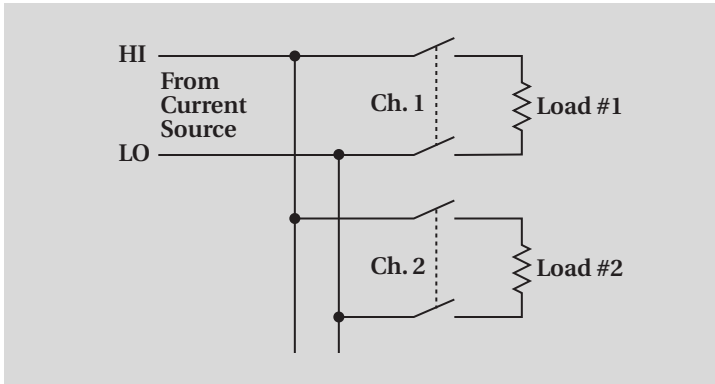 HI
From
Current
Source
LO
Ch. 1
Load #1
Ch. 2
Load #2